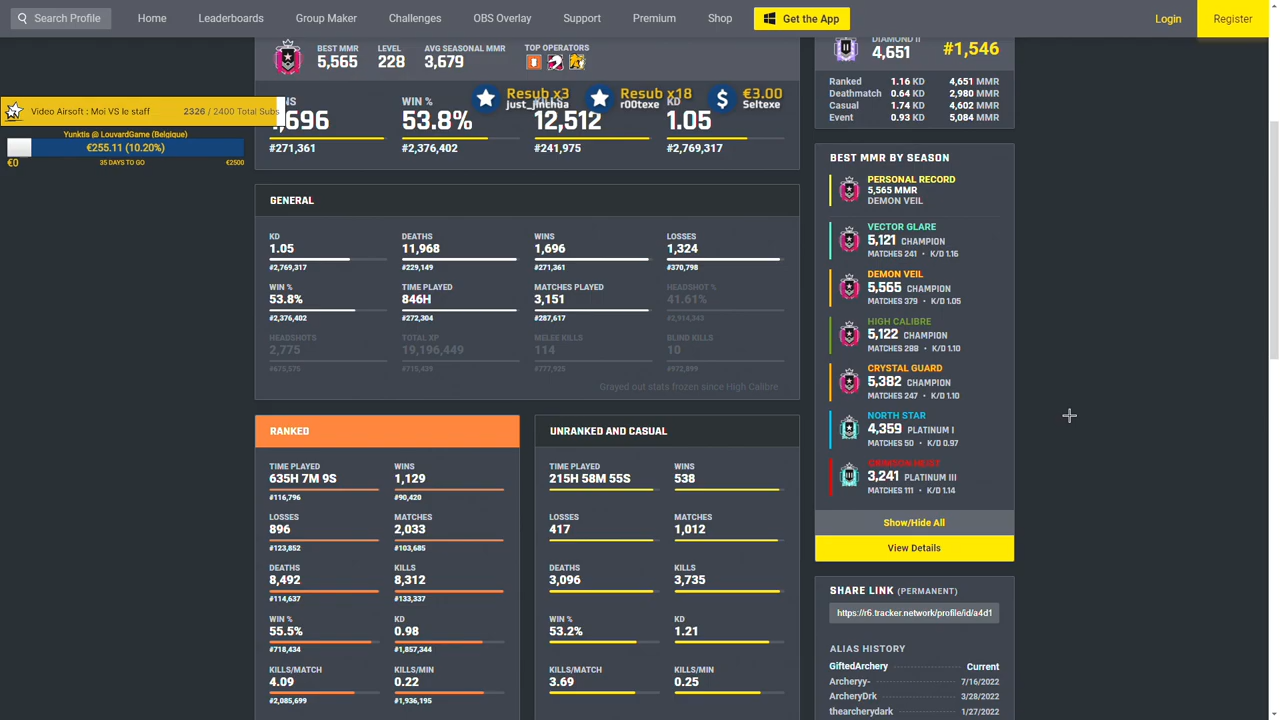 Search Profile
Home
Leaderboards
Group Maker
Challenges
OBS Overlay
Support
Premium
Shop
Get the App
Login
Register
BEST MMR
5,565
LEVEL
228
AVG SEASONAL MMR
3,679
TOP OPERATORS
DIAMOND II
4,651
#1,546
Ranked 1.16 KD 4,651 MMR
Deathmatch 0.64 KD 2,980 MMR
Casual 1.74 KD 4,602 MMR
Event 0.93 KD 5,084 MMR
Video Airsoft : Moi VS le staff 2326 / 2400 Total Subs
Yunktis @ LouvardGame (Belgique)
€255.11 (10.20%)
€0 35 DAYS TO GO €2500
Resub x3
just_jmchua
Resub x18
r00texe
€3.00
Seltexe
,696
#271,361
WIN %
53.8%
#2,376,402
12,512
#241,975
KD
1.05
#2,769,317
GENERAL
KD
1.05
#2,769,317
DEATHS
11,968
#229,149
WINS
1,696
#271,361
LOSSES
1,324
#370,798
WIN %
53.8%
#2,376,402
TIME PLAYED
846H
#272,304
MATCHES PLAYED
3,151
#287,617
HEADSHOT %
41.61%
#2,914,343
HEADSHOTS
2,775
#675,575
TOTAL XP
19,196,449
#715,439
MELEE KILLS
114
#777,925
BLIND KILLS
10
#972,899
Grayed out stats frozen since High Calibre
RANKED
TIME PLAYED
635H 7M 9S
#116,796
WINS
1,129
#90,420
LOSSES
896
#123,852
MATCHES
2,033
#103,685
DEATHS
8,492
#114,637
KILLS
8,312
#133,337
WIN %
55.5%
#718,434
KD
0.98
#1,857,344
KILLS/MATCH
4.09
#2,085,699
KILLS/MIN
0.22
#1,936,195
UNRANKED AND CASUAL
TIME PLAYED
215H 58M 55S
WINS
538
LOSSES
417
MATCHES
1,012
DEATHS
3,096
KILLS
3,735
WIN %
53.2%
KD
1.21
KILLS/MATCH
3.69
KILLS/MIN
0.25
BEST MMR BY SEASON
PERSONAL RECORD
5,565 MMR
DEMON VEIL
VECTOR GLARE
5,121 CHAMPION
MATCHES 241 • K/D 1.16
DEMON VEIL
5,565 CHAMPION
MATCHES 379 • K/D 1.05
HIGH CALIBRE
5,122 CHAMPION
MATCHES 288 • K/D 1.10
CRYSTAL GUARD
5,382 CHAMPION
MATCHES 247 • K/D 1.10
NORTH STAR
4,359 PLATINUM I
MATCHES 50 • K/D 0.97
CRIMSON HEIST
3,241 PLATINUM III
MATCHES 111 • K/D 1.14
Show/Hide All
View Details
SHARE LINK (PERMANENT)
https://r6.tracker.network/profile/id/a4d1
ALIAS HISTORY
GiftedArchery Current
Archeryy- 7/16/2022
ArcheryDrk 3/28/2022
thearcherydark 1/27/2022